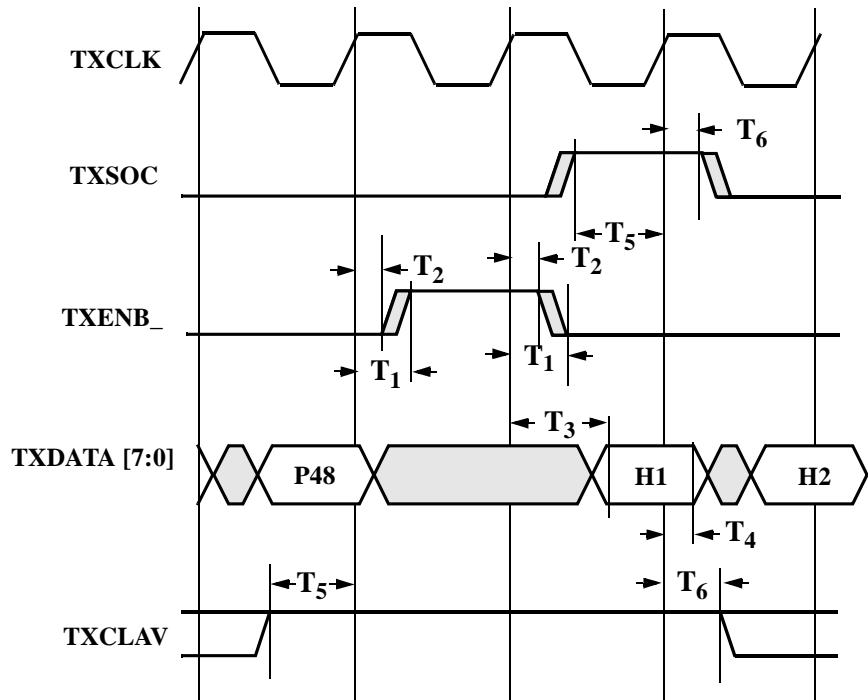 TXCLK
T6
TXSOC
T5
T2
T2
TXENB_
T1
T1
T3
TXDATA [7:0]
P48
H1
H2
T4
T5
T6
TXCLAV